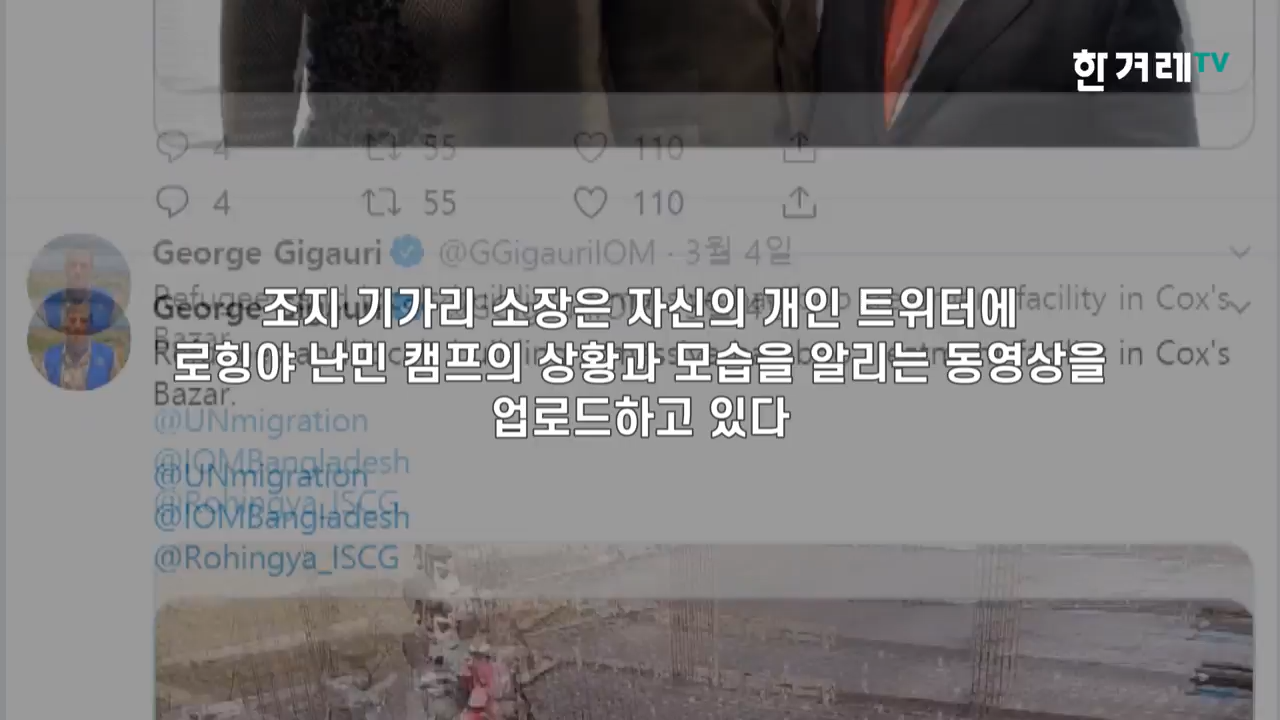 한겨레TV
4 55 110
4 55 110
George Gigauri @GGigauriIOM · 3월 4일
조지 기가리 소장은 자신의 개인 트위터에
로힝야 난민 캠프의 상황과 모습을 알리는 동영상을
업로드하고 있다
facility in Cox's
in Cox's
Bazar.
@UNmigration
@IOMBangladesh
@Rohingya_ISCG
@UNmigration
@IOMBangladesh
@Rohingya_ISCG